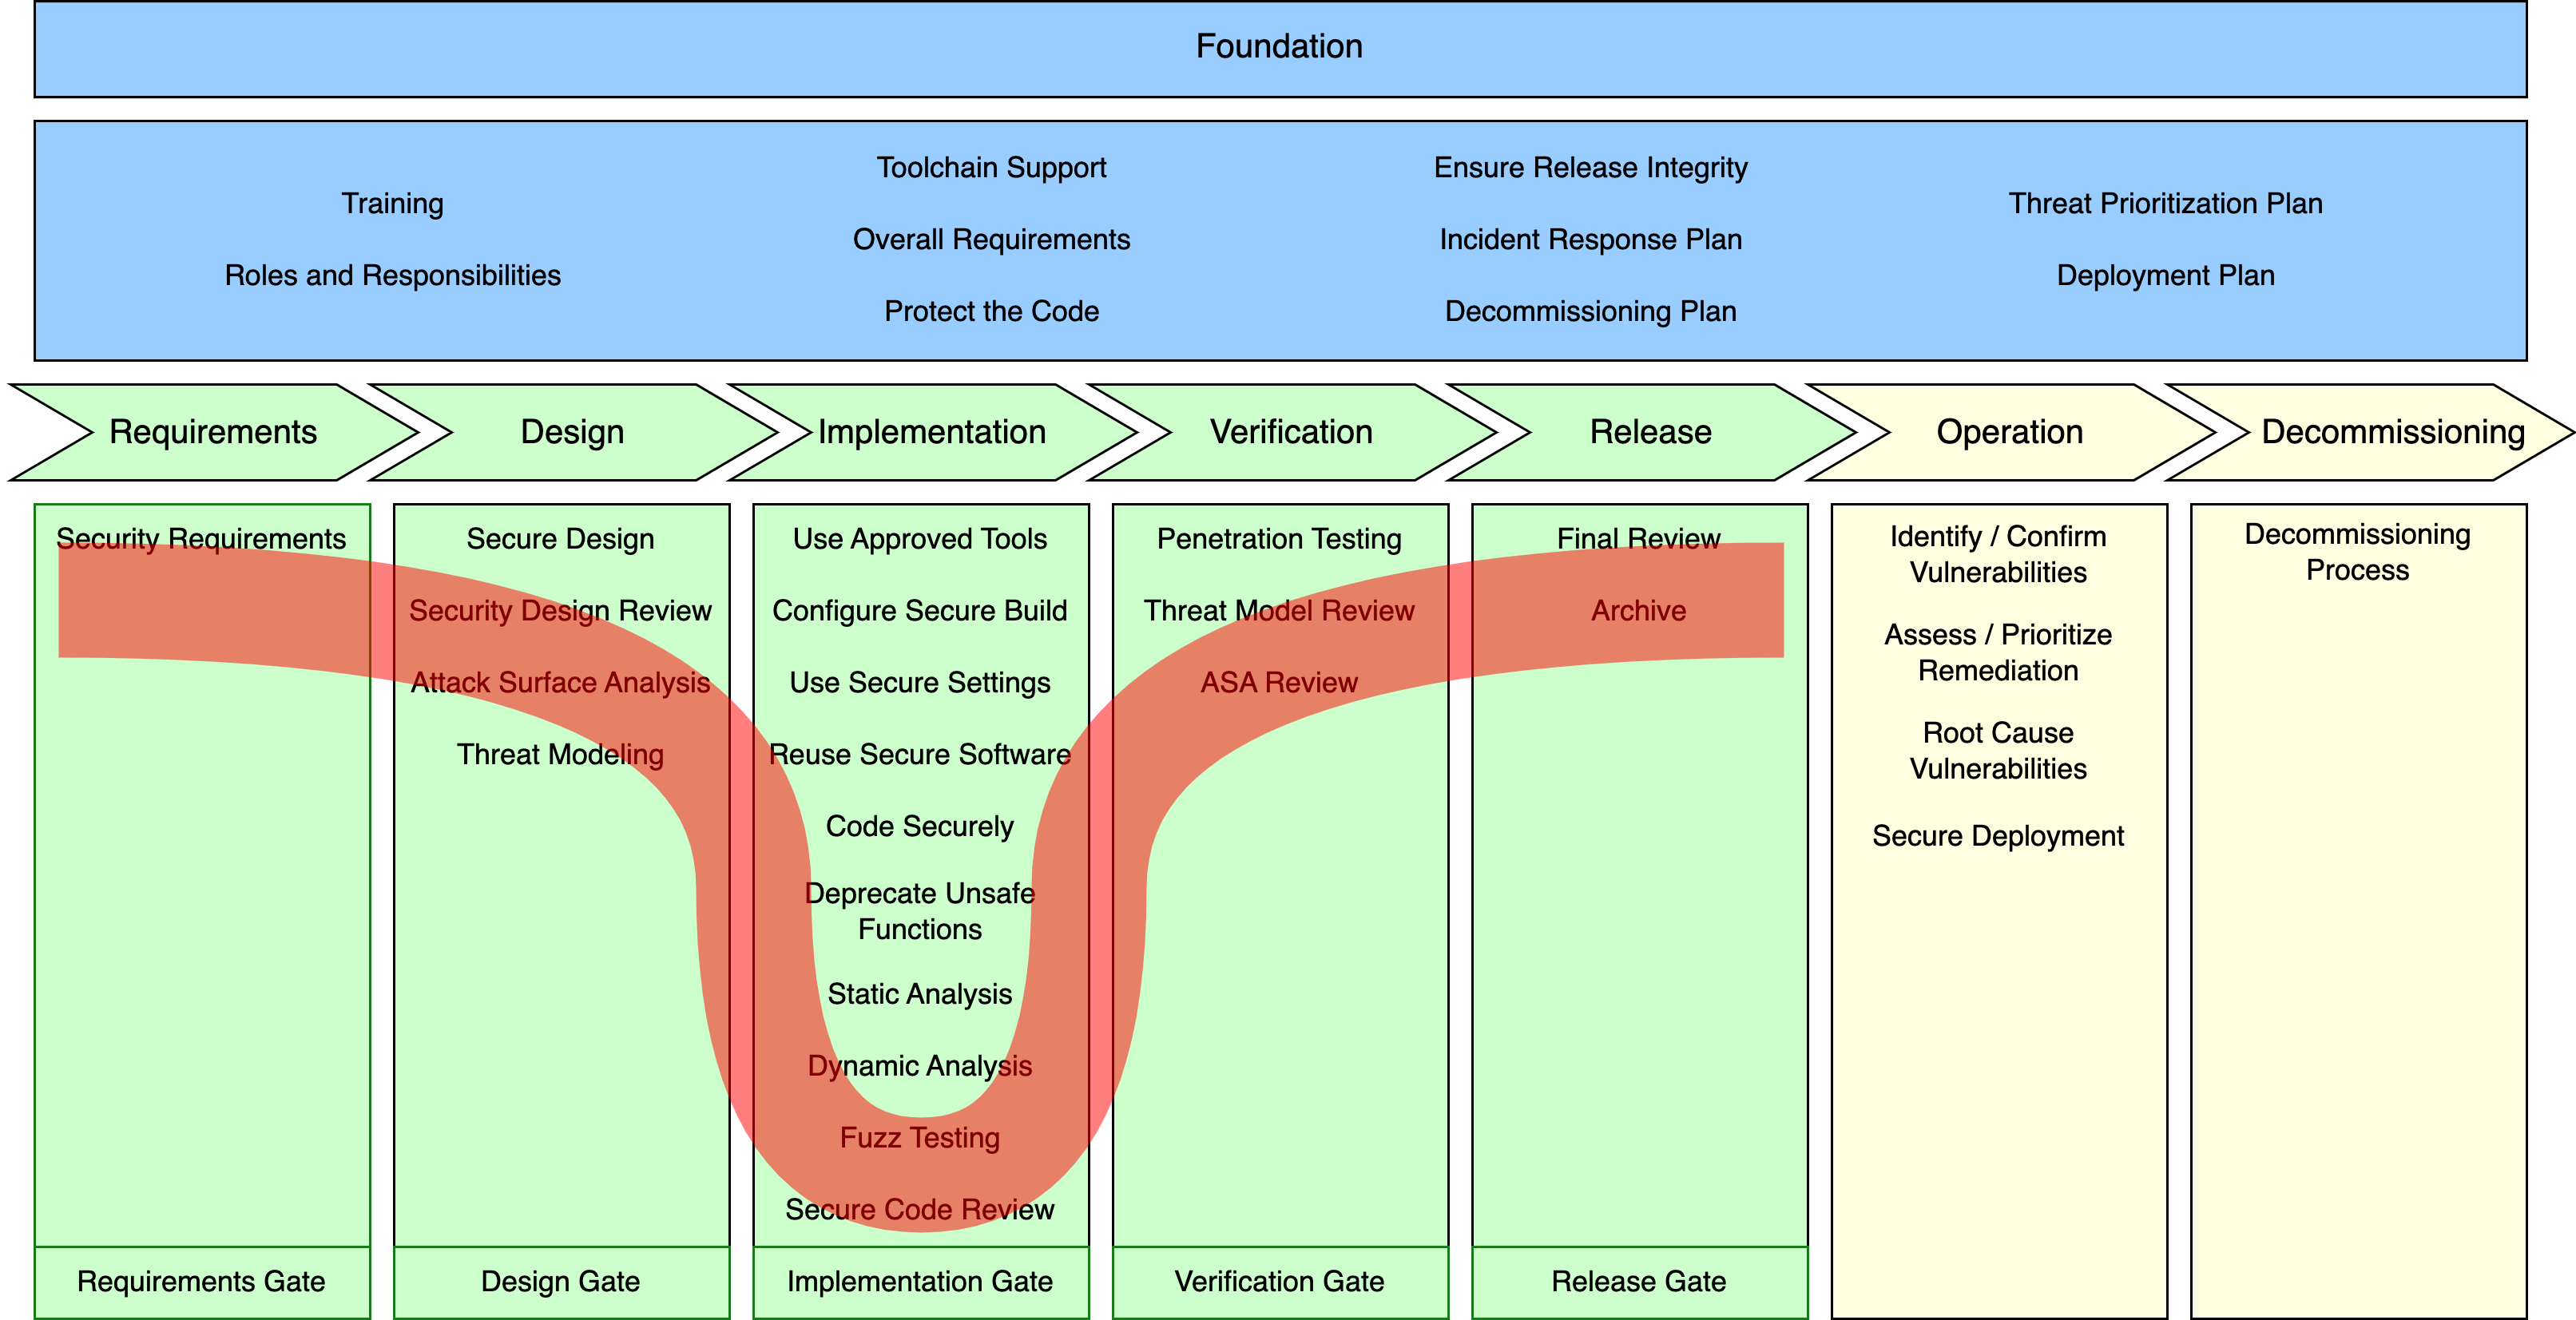 Foundation
Training
Roles and Responsibilities
Toolchain Support
Overall Requirements
Protect the Code
Ensure Release Integrity
Incident Response Plan
Decommissioning Plan
Threat Prioritization Plan
Deployment Plan
Requirements
Design
Implementation
Verification
Release
Operation
Decommissioning
Security Requirements
Requirements Gate
Secure Design
Security Design Review
Attack Surface Analysis
Threat Modeling
Design Gate
Use Approved Tools
Configure Secure Build
Use Secure Settings
Reuse Secure Software
Code Securely
Deprecate Unsafe
Functions
Static Analysis
Dynamic Analysis
Fuzz Testing
Secure Code Review
Implementation Gate
Penetration Testing
Threat Model Review
ASA Review
Verification Gate
Final Review
Archive
Release Gate
Identify / Confirm
Vulnerabilities
Assess / Prioritize
Remediation
Root Cause
Vulnerabilities
Secure Deployment
Decommissioning
Process